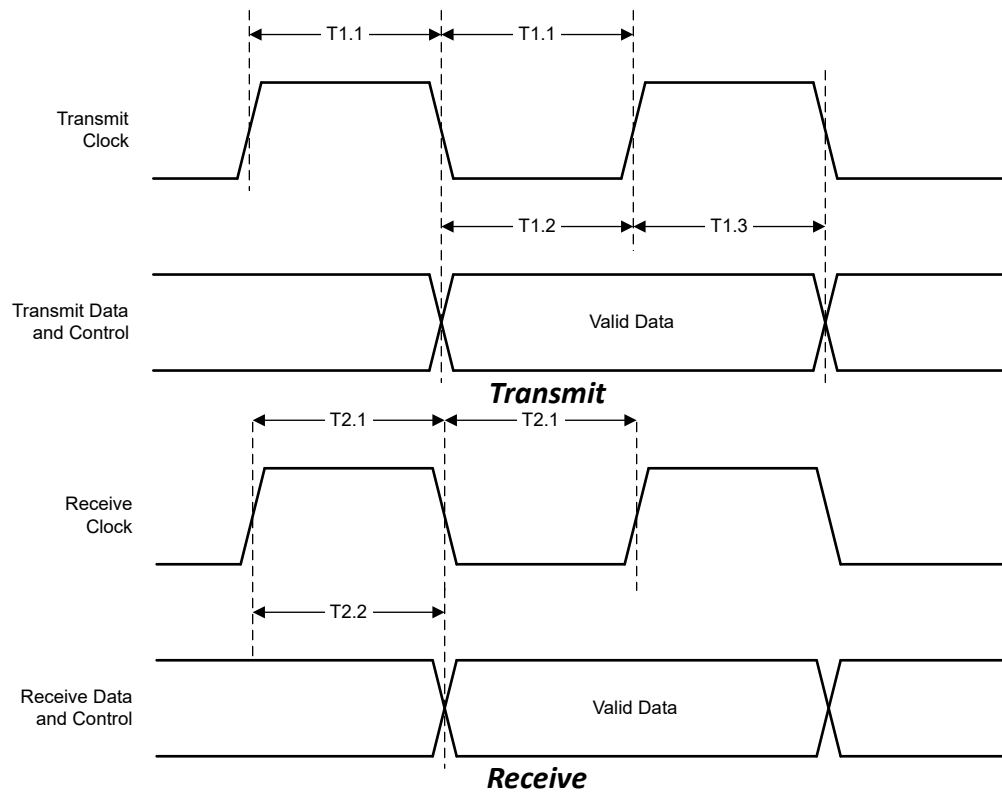 T1.1
T1.1
Transmit
Clock
T1.2
T1.3
Transmit Data
and Control
Valid Data
Transmit
T2.1
T2.1
Receive
Clock
T2.2
Receive Data
and Control
Valid Data
Receive